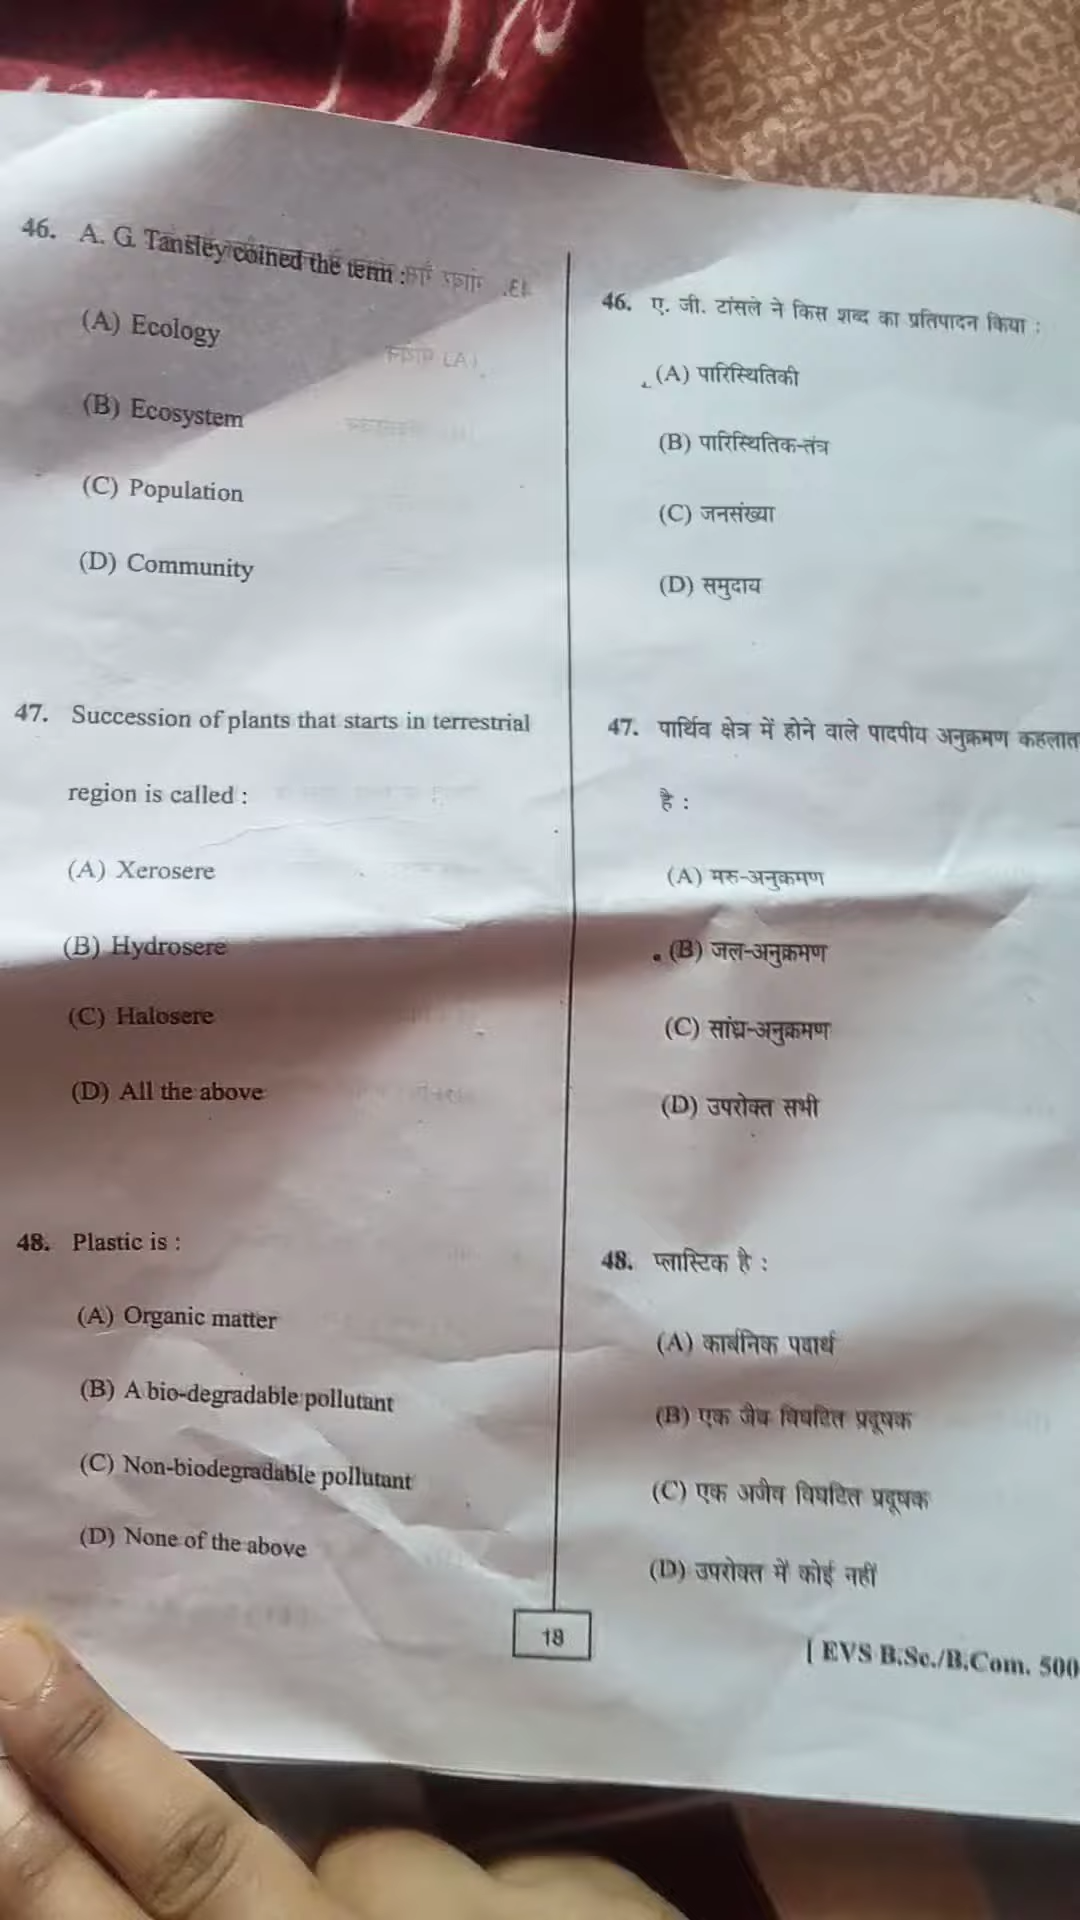 46. A. G. Tansley coined the term :
(A) Ecology
(B) Ecosystem
(C) Population
(D) Community
47. Succession of plants that starts in terrestrial
region is called :
(A) Xerosere
(B) Hydrosere
(C) Halosere
(D) All the above
48. Plastic is :
(A) Organic matter
(B) A bio-degradable pollutant
(C) Non-biodegradable pollutant
(D) None of the above
46. ए. जी. टांसले ने किस शब्द का प्रतिपादन किया :
(A) पारिस्थितिकी
(B) पारिस्थितिक-तंत्र
(C) जनसंख्या
(D) समुदाय
47. पार्थिव क्षेत्र में होने वाले पादपीय अनुक्रमण कहलात
है :
(A) मरु-अनुक्रमण
(B) जल-अनुक्रमण
(C) सांध्र-अनुक्रमण
(D) उपरोक्त सभी
48. प्लास्टिक है :
(A) कार्बनिक पदार्थ
(B) एक जैव विघटित प्रदूषक
(C) एक अजैव विघटित प्रदूषक
(D) उपरोक्त में कोई नहीं
18
[ EVS B.Sc./B.Com. 500